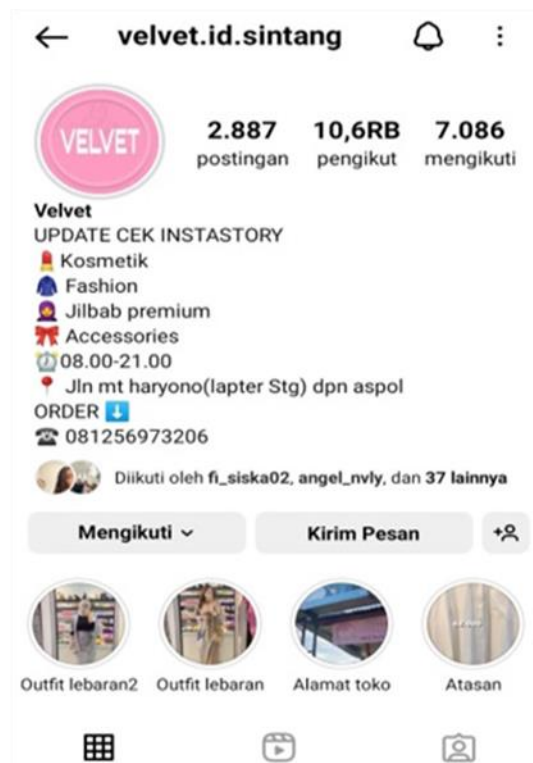 velvet.id.sintang
VELVET
2.887 10,6RB 7.086
postingan pengikut mengikuti
Velvet
UPDATE CEK INSTASTORY
Kosmetik
Fashion
Jilbab premium
Accessories
08.00-21.00
Jln mt haryono(lapter Stg) dpn aspol
ORDER
081256973206
Diikuti oleh fi_siska02, angel_nvly, dan 37 lainnya
Mengikuti Kirim Pesan
Outfit lebaran2 Outfit lebaran Alamat toko Atasan